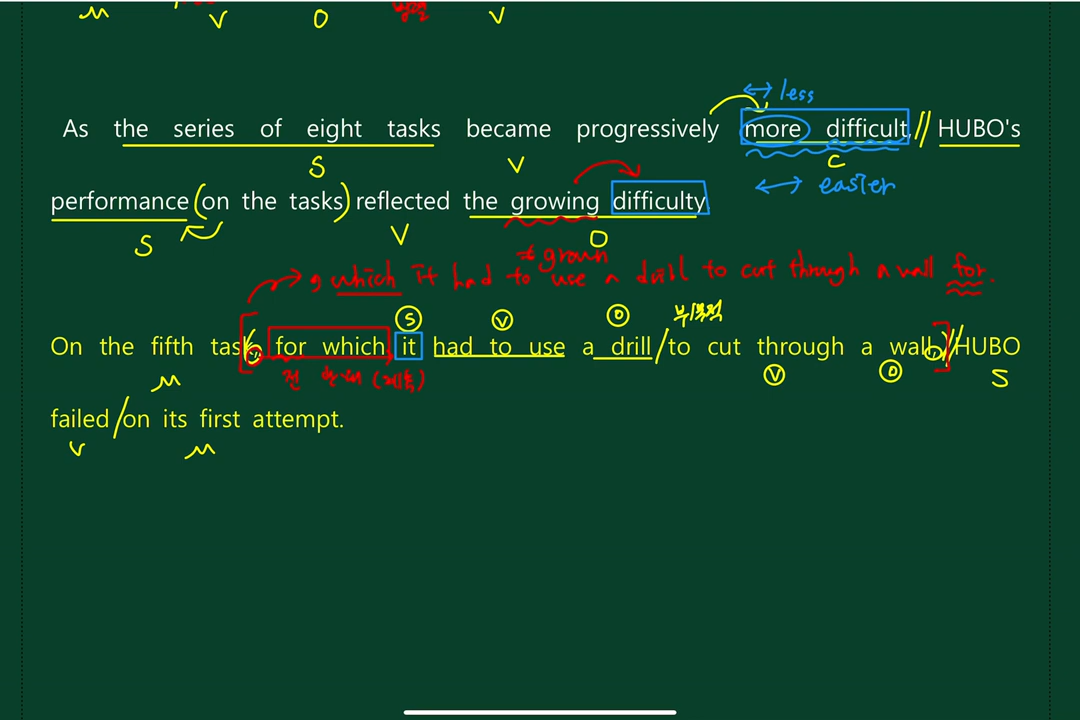 M V O V
↔ less
As the series of eight tasks became progressively more difficult, // HUBO's
S V C
↔ easier
performance (on the tasks) reflected the growing difficulty
S V O
≠ grown
, which it had to use a drill to cut through a wall for.
S V O 부(목적)
On the fifth task, for which it had to use a drill / to cut through a wall, // HUBO
M 전 관·대 (계속) V O S
failed / on its first attempt.
V M